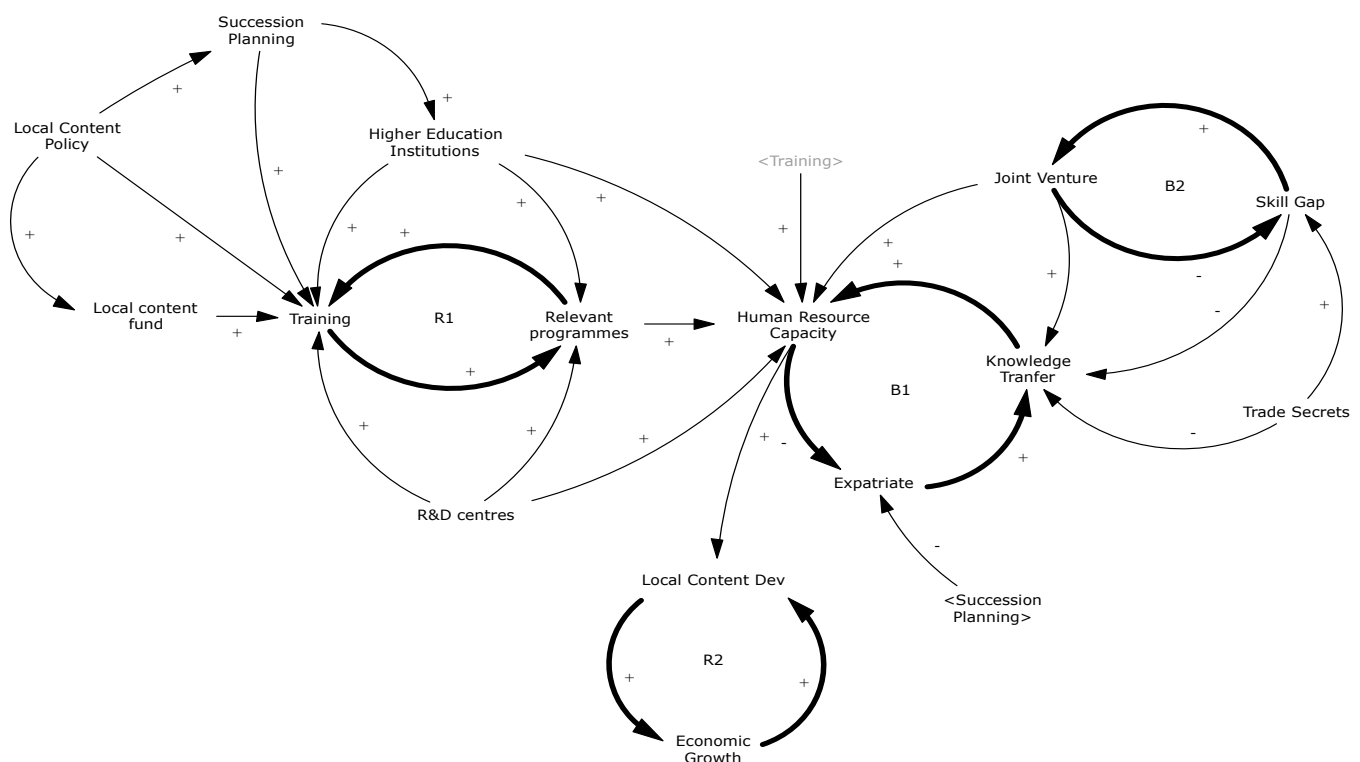 Succession
Planning
+
+
Local Content
Policy
Higher Education
Institutions
+
<Training>
Joint Venture
B2
Skill Gap
+
+
+
+
+
+
+
+
+
+
+
-
-
+
Local content
fund
+
Training
R1
Relevant
programmes
+
Human Resource
Capacity
Knowledge
Tranfer
+
B1
Trade Secrets
+
+
+
+
-
-
+
Expatriate
R&D centres
-
Local Content Dev
<Succession
Planning>
R2
+
+
Economic
Growth